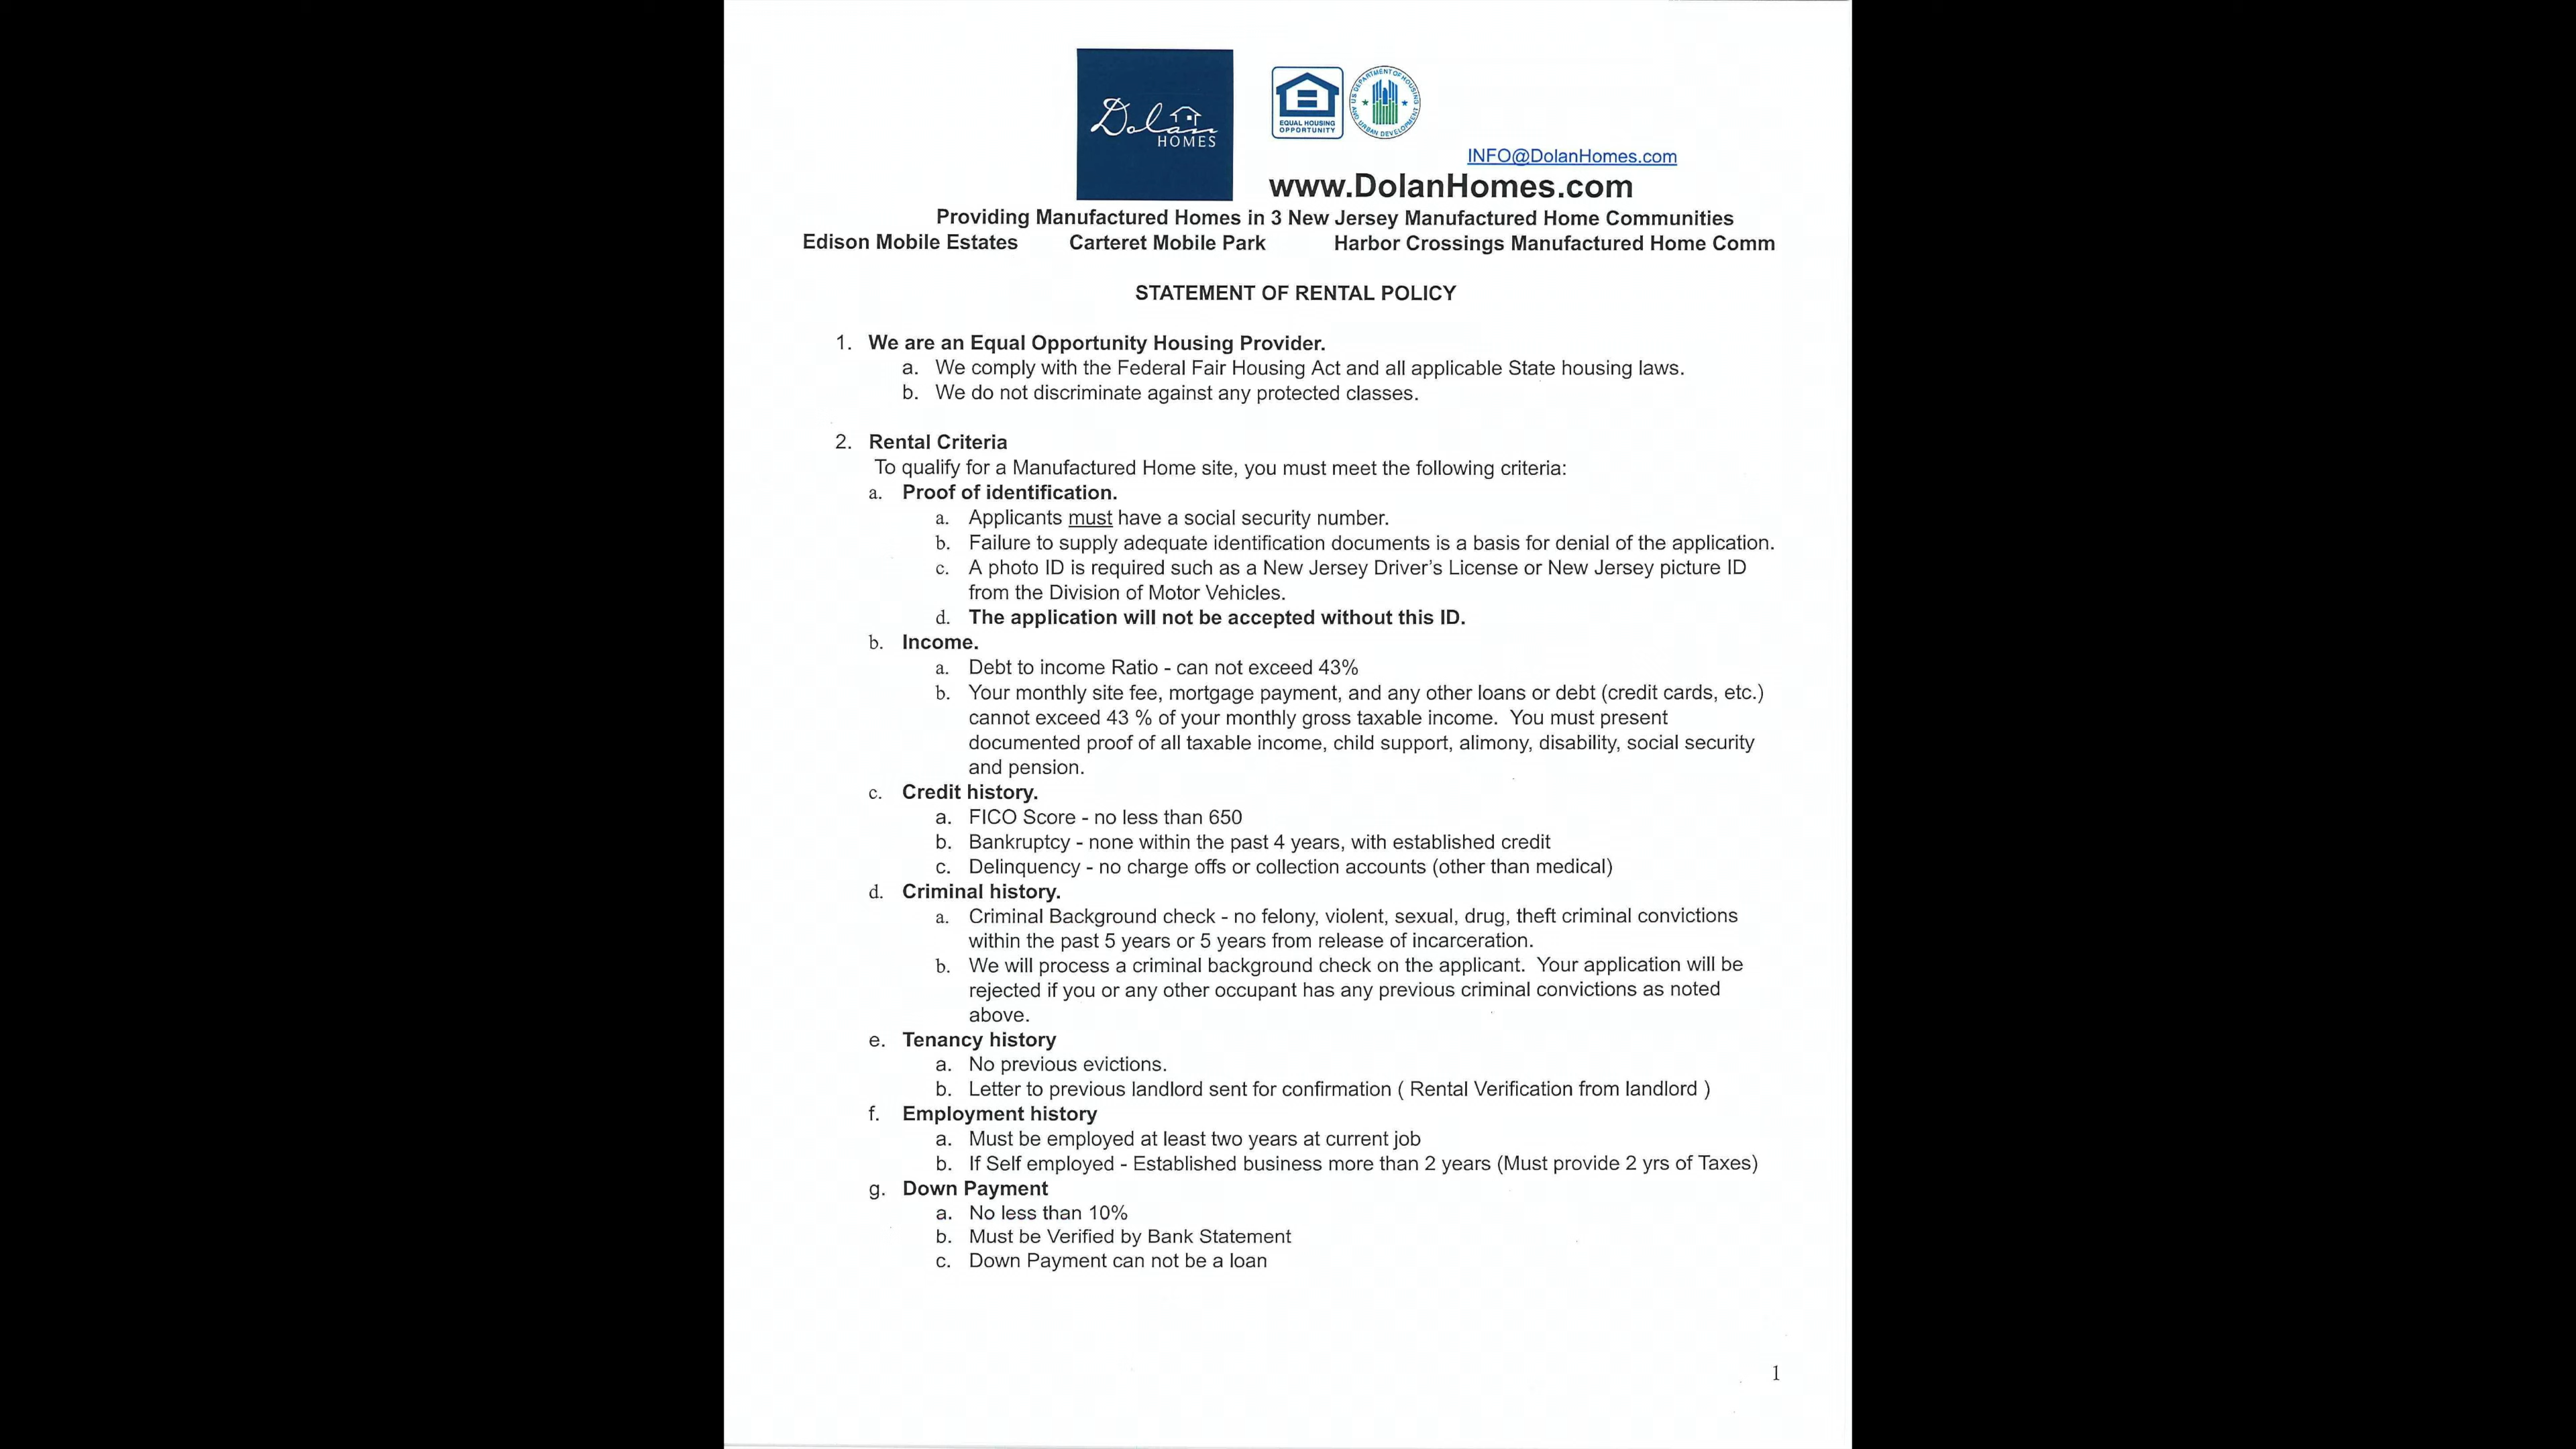 Dolan
HOMES
EQUAL HOUSING
OPPORTUNITY
US DEPARTMENT OF HOUSING AND URBAN DEVELOPMENT
INFO@DolanHomes.com
www.DolanHomes.com
Providing Manufactured Homes in 3 New Jersey Manufactured Home Communities
Edison Mobile Estates Carteret Mobile Park Harbor Crossings Manufactured Home Comm
STATEMENT OF RENTAL POLICY
1. We are an Equal Opportunity Housing Provider.
a. We comply with the Federal Fair Housing Act and all applicable State housing laws.
b. We do not discriminate against any protected classes.
2. Rental Criteria
To qualify for a Manufactured Home site, you must meet the following criteria:
a. Proof of identification.
a. Applicants must have a social security number.
b. Failure to supply adequate identification documents is a basis for denial of the application.
c. A photo ID is required such as a New Jersey Driver's License or New Jersey picture ID
from the Division of Motor Vehicles.
d. The application will not be accepted without this ID.
b. Income.
a. Debt to income Ratio - can not exceed 43%
b. Your monthly site fee, mortgage payment, and any other loans or debt (credit cards, etc.)
cannot exceed 43 % of your monthly gross taxable income. You must present
documented proof of all taxable income, child support, alimony, disability, social security
and pension.
c. Credit history.
a. FICO Score - no less than 650
b. Bankruptcy - none within the past 4 years, with established credit
c. Delinquency - no charge offs or collection accounts (other than medical)
d. Criminal history.
a. Criminal Background check - no felony, violent, sexual, drug, theft criminal convictions
within the past 5 years or 5 years from release of incarceration.
b. We will process a criminal background check on the applicant. Your application will be
rejected if you or any other occupant has any previous criminal convictions as noted
above.
e. Tenancy history
a. No previous evictions.
b. Letter to previous landlord sent for confirmation ( Rental Verification from landlord )
f. Employment history
a. Must be employed at least two years at current job
b. If Self employed - Established business more than 2 years (Must provide 2 yrs of Taxes)
g. Down Payment
a. No less than 10%
b. Must be Verified by Bank Statement
c. Down Payment can not be a loan
1